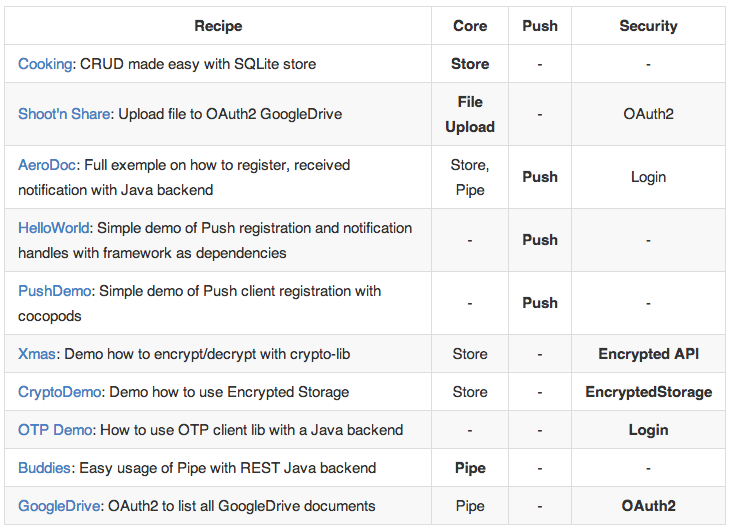 Recipe Core Push Security
Cooking: CRUD made easy with SQLite store Store - -
Shoot'n Share: Upload file to OAuth2 GoogleDrive File Upload - OAuth2
AeroDoc: Full exemple on how to register, received
notification with Java backend Store, Pipe Push Login
HelloWorld: Simple demo of Push registration and notification
handles with framework as dependencies - Push -
PushDemo: Simple demo of Push client registration with
cocopods - Push -
Xmas: Demo how to encrypt/decrypt with crypto-lib Store - Encrypted API
CryptoDemo: Demo how to use Encrypted Storage Store - EncryptedStorage
OTP Demo: How to use OTP client lib with a Java backend - - Login
Buddies: Easy usage of Pipe with REST Java backend Pipe - -
GoogleDrive: OAuth2 to list all GoogleDrive documents Pipe - OAuth2